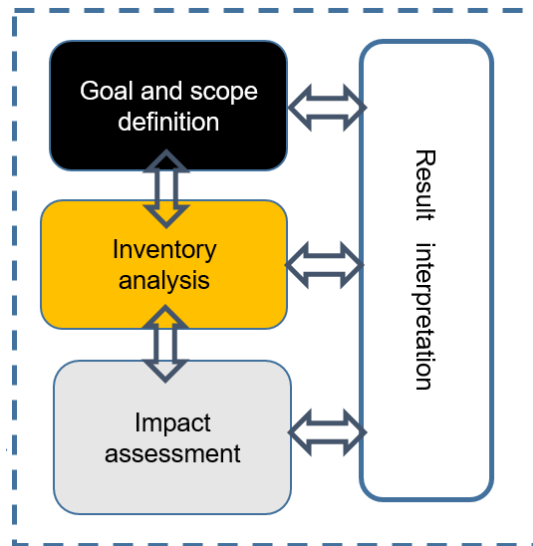 Goal and scope
definition
Inventory
analysis
Impact
assessment
Result interpretation